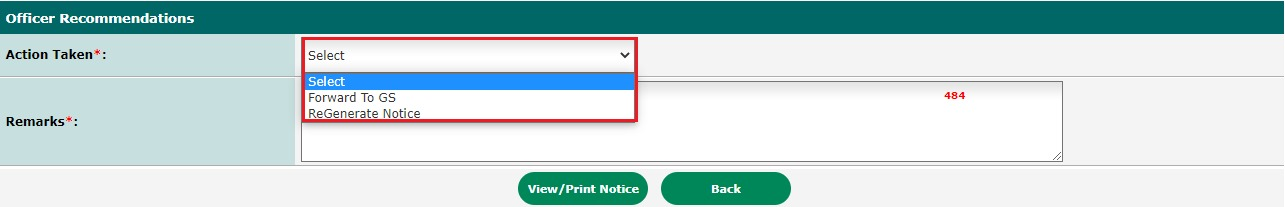 Officer Recommendations
Action Taken*:
Select
Select
Forward To GS
ReGenerate Notice
484
Remarks*:
View/Print Notice
Back